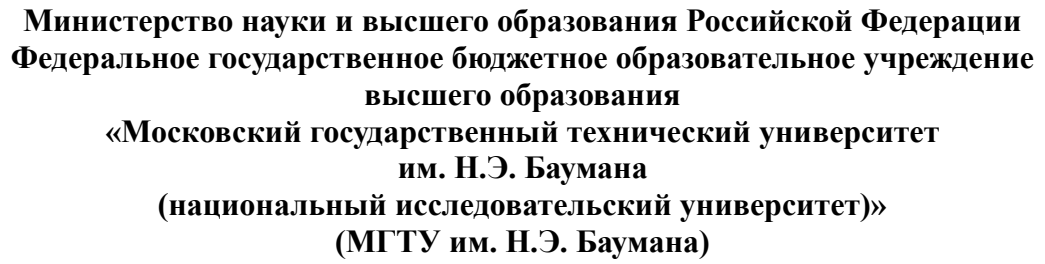 Министерство науки и высшего образования Российской Федерации
Федеральное государственное бюджетное образовательное учреждение
высшего образования
«Московский государственный технический университет
им. Н.Э. Баумана
(национальный исследовательский университет)»
(МГТУ им. Н.Э. Баумана)